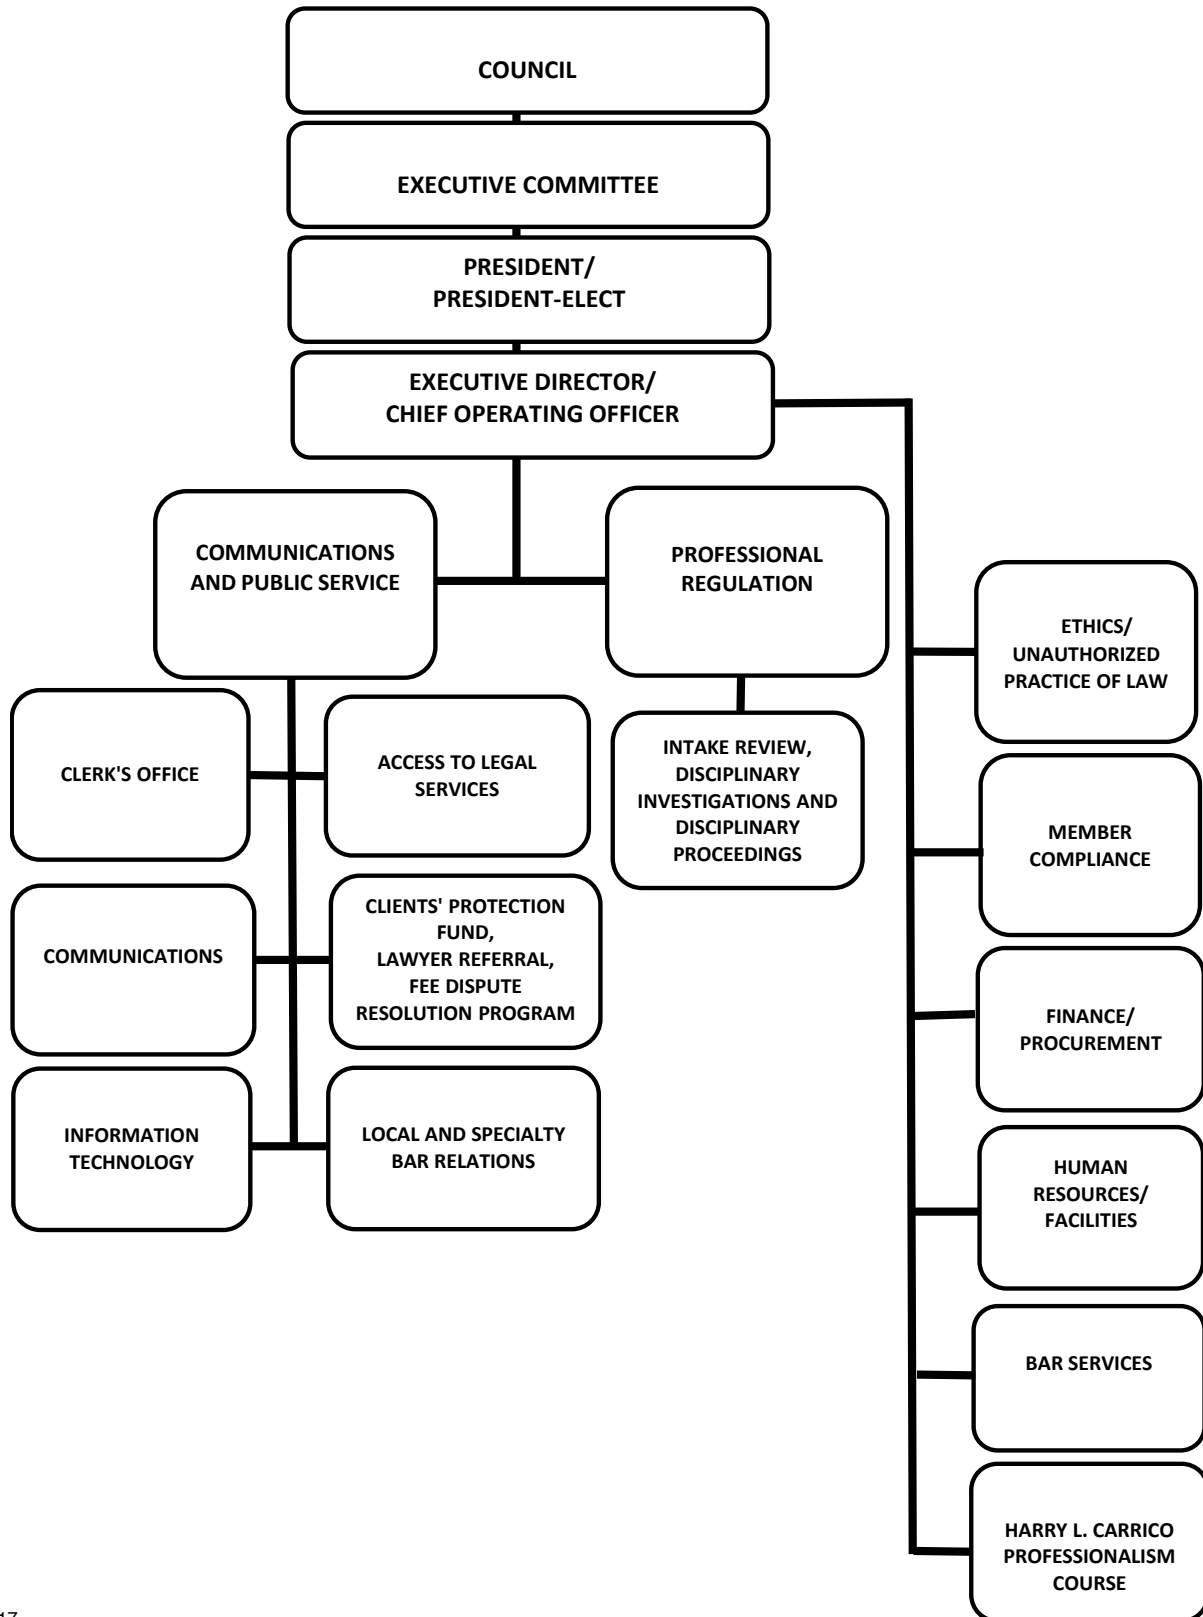 COUNCIL
EXECUTIVE COMMITTEE
PRESIDENT/
PRESIDENT-ELECT
EXECUTIVE DIRECTOR/
CHIEF OPERATING OFFICER
COMMUNICATIONS
AND PUBLIC SERVICE
PROFESSIONAL
REGULATION
CLERK'S OFFICE
ACCESS TO LEGAL
SERVICES
INTAKE REVIEW,
DISCIPLINARY
INVESTIGATIONS AND
DISCIPLINARY
PROCEEDINGS
COMMUNICATIONS
CLIENTS' PROTECTION
FUND,
LAWYER REFERRAL,
FEE DISPUTE
RESOLUTION PROGRAM
INFORMATION
TECHNOLOGY
LOCAL AND SPECIALTY
BAR RELATIONS
ETHICS/
UNAUTHORIZED
PRACTICE OF LAW
MEMBER
COMPLIANCE
FINANCE/
PROCUREMENT
HUMAN
RESOURCES/
FACILITIES
BAR SERVICES
HARRY L. CARRICO
PROFESSIONALISM
COURSE